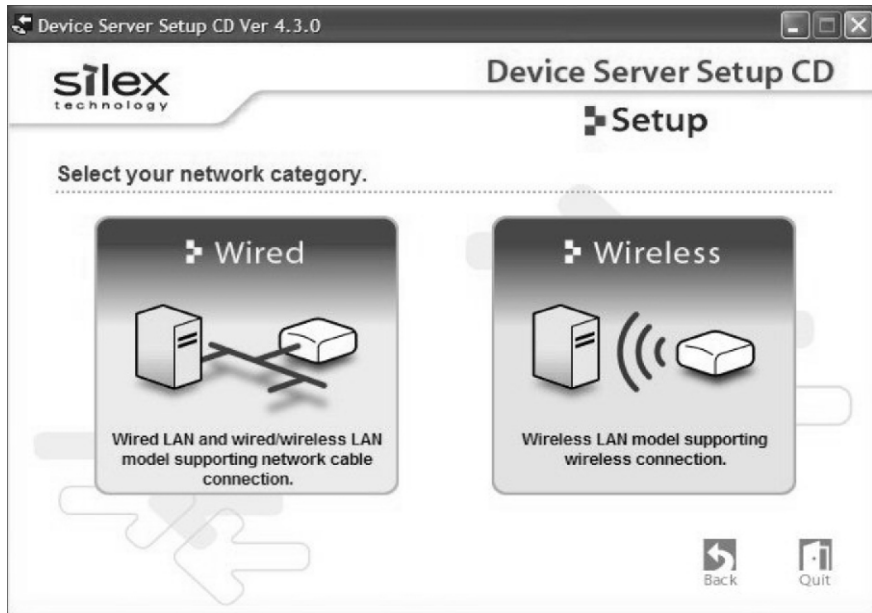 Device Server Setup CD Ver 4.3.0
silex
technology
Device Server Setup CD
Setup
Select your network category.
Wired
Wired LAN and wired/wireless LAN
model supporting network cable
connection.
Wireless
Wireless LAN model supporting
wireless connection.
Back
Quit